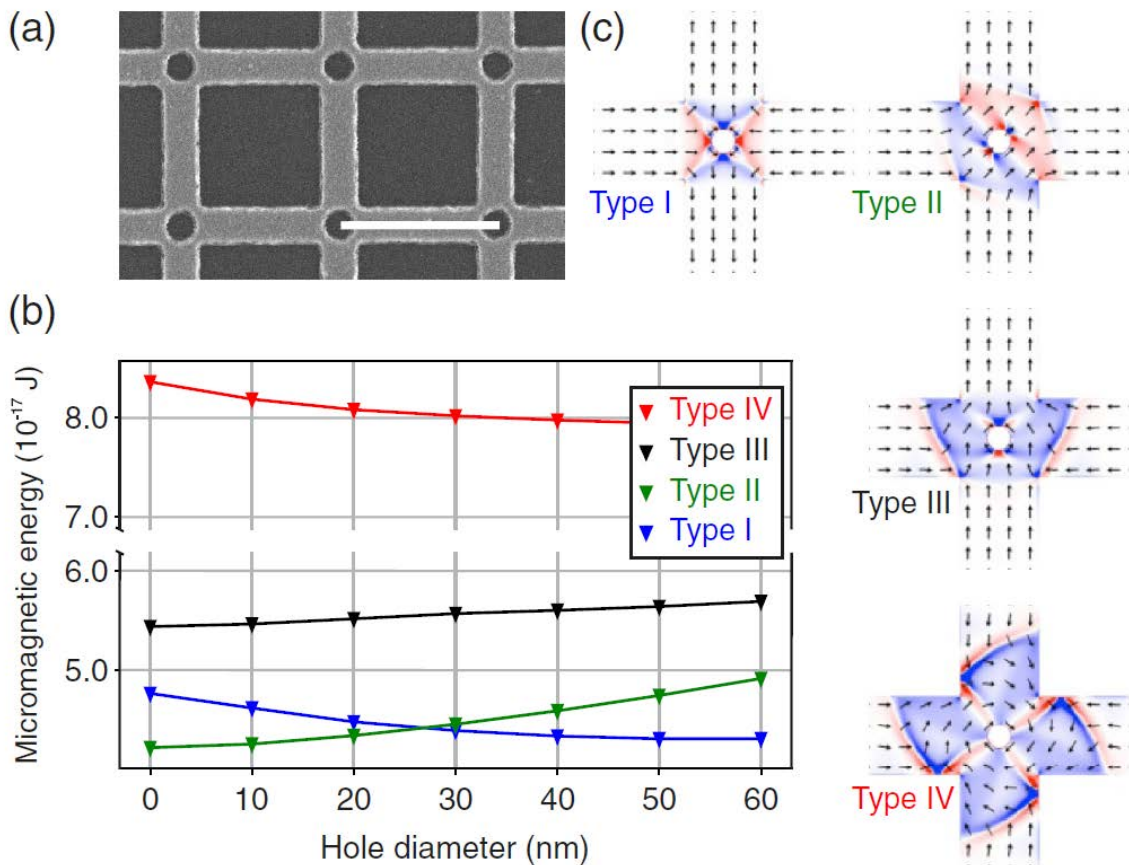 (a)
(c)
Type I
Type II
(b)
Micromagnetic energy (10⁻¹⁷ J)
8.0
7.0
6.0
5.0
Type IV
Type III
Type II
Type I
0 10 20 30 40 50 60
Hole diameter (nm)
Type III
Type IV